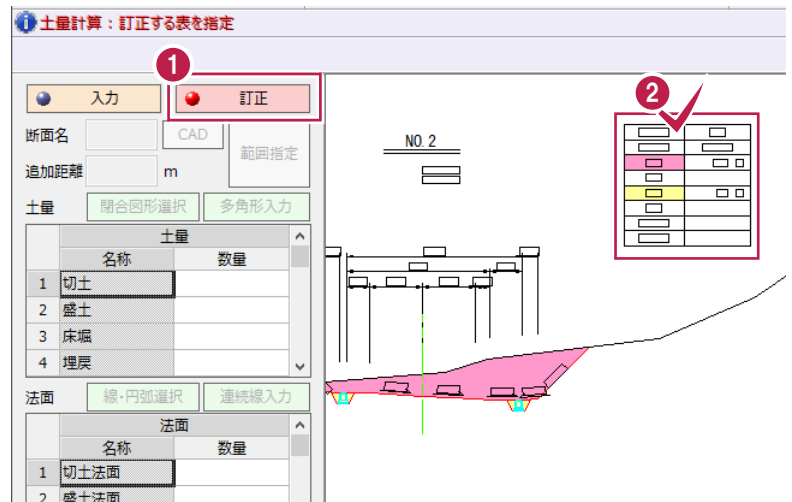 土量計算：訂正する表を指定
1
入力
訂正
2
断面名
CAD
範囲指定
追加距離
m
NO. 2
土量
閉合図形選択
多角形入力
土量
名称
数量
1 切土
2 盛土
3 床堀
4 埋戻
法面
線・円弧選択
連続線入力
法面
名称
数量
1 切土法面
2 盛土法面